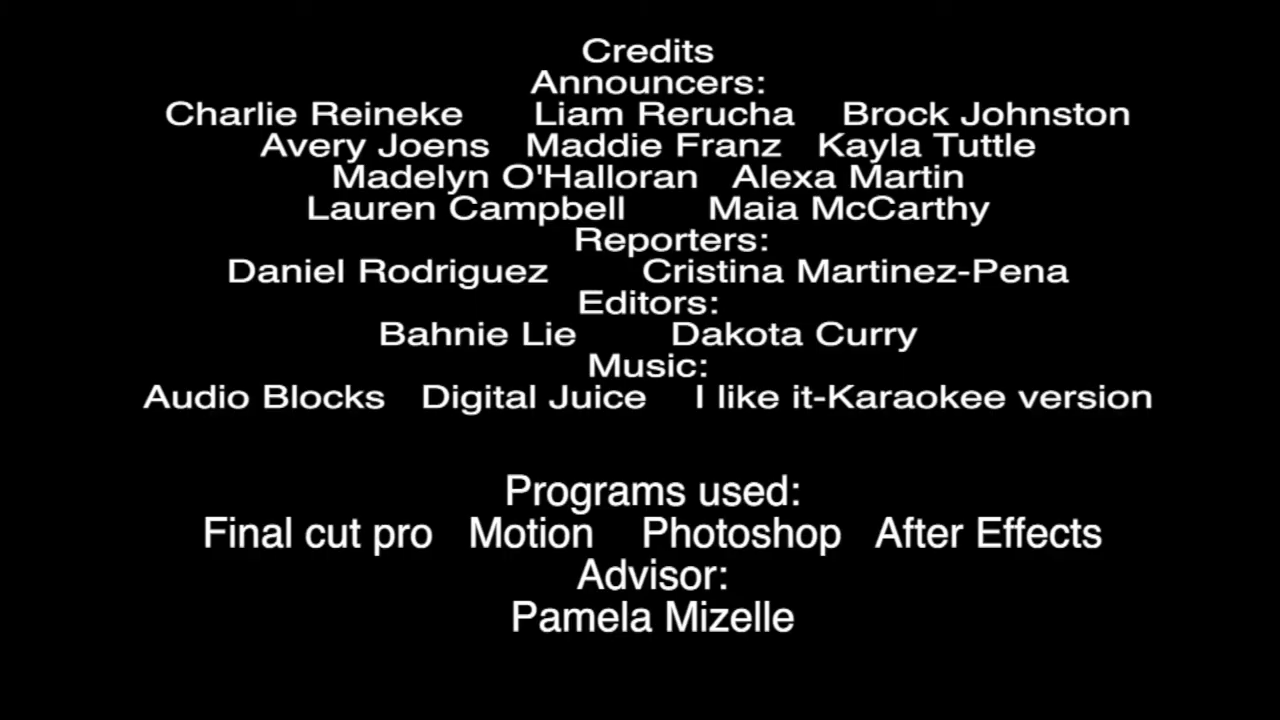 Credits
Announcers:
Charlie Reineke Liam Rerucha Brock Johnston
Avery Joens Maddie Franz Kayla Tuttle
Madelyn O'Halloran Alexa Martin
Lauren Campbell Maia McCarthy
Reporters:
Daniel Rodriguez Cristina Martinez-Pena
Editors:
Bahnie Lie Dakota Curry
Music:
Audio Blocks Digital Juice I like it-Karaokee version
Programs used:
Final cut pro Motion Photoshop After Effects
Advisor:
Pamela Mizelle